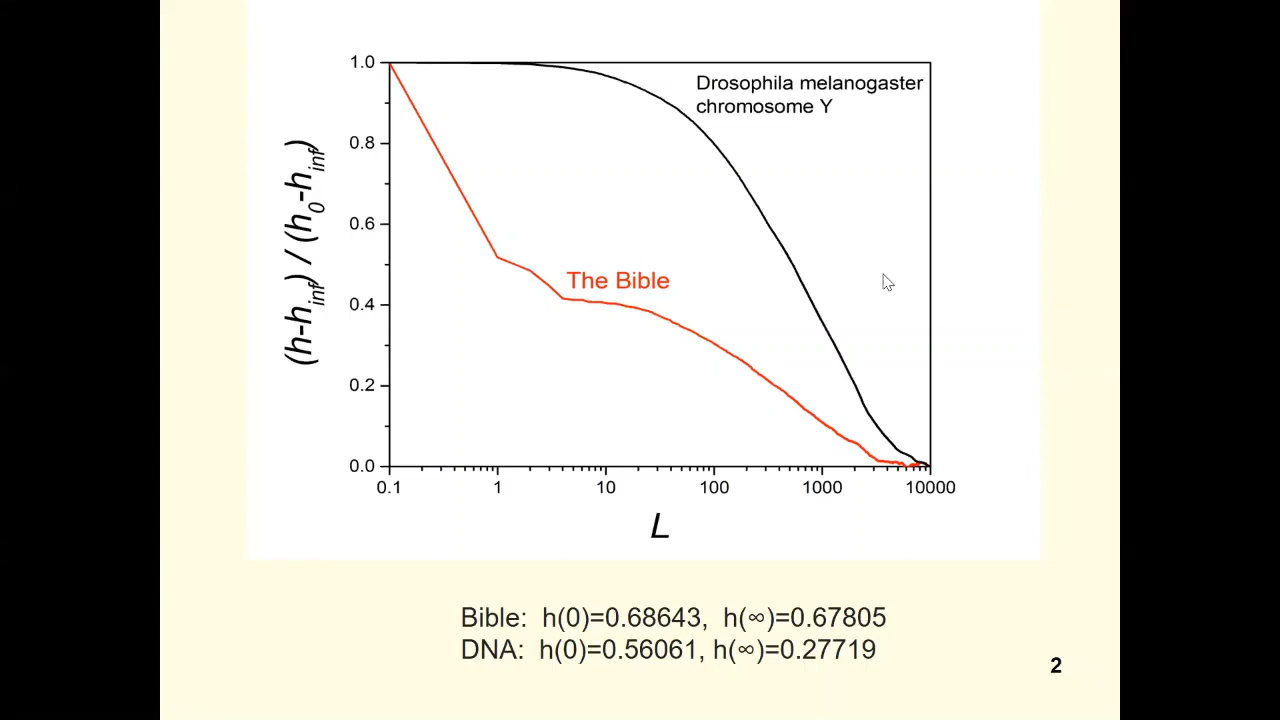 Drosophila melanogaster
chromosome Y
The Bible
(h-h_inf) / (h_0-h_inf)
1.0
0.8
0.6
0.4
0.2
0.0
0.1 1 10 100 1000 10000
L
Bible: h(0)=0.68643, h(∞)=0.67805
DNA: h(0)=0.56061, h(∞)=0.27719
2